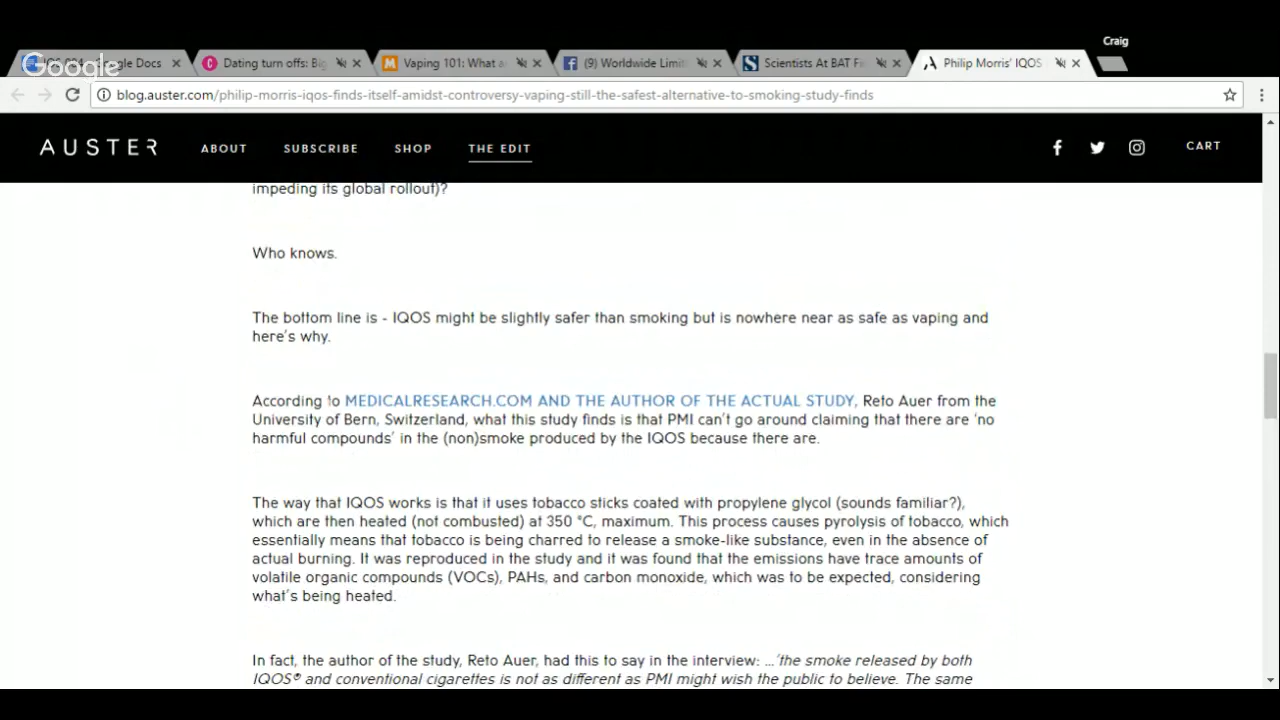 Craig
IQS 304 - Google Docs
Google
Dating turn offs: Big
Vaping 101: What a
(9) Worldwide Limit
Scientists At BAT Fi
Philip Morris' IQOS
blog.auster.com/philip-morris-iqos-finds-itself-amidst-controversy-vaping-still-the-safest-alternative-to-smoking-study-finds
AUSTER
ABOUT
SUBSCRIBE
SHOP
THE EDIT
CART
impeding its global rollout)?
Who knows.
The bottom line is - IQOS might be slightly safer than smoking but is nowhere near as safe as vaping and
here's why.
According to MEDICALRESEARCH.COM AND THE AUTHOR OF THE ACTUAL STUDY, Reto Auer from the
University of Bern, Switzerland, what this study finds is that PMI can't go around claiming that there are 'no
harmful compounds' in the (non)smoke produced by the IQOS because there are.
The way that IQOS works is that it uses tobacco sticks coated with propylene glycol (sounds familiar?),
which are then heated (not combusted) at 350 °C, maximum. This process causes pyrolysis of tobacco, which
essentially means that tobacco is being charred to release a smoke-like substance, even in the absence of
actual burning. It was reproduced in the study and it was found that the emissions have trace amounts of
volatile organic compounds (VOCs), PAHs, and carbon monoxide, which was to be expected, considering
what's being heated.
In fact, the author of the study, Reto Auer, had this to say in the interview: ...'the smoke released by both
IQOS® and conventional cigarettes is not as different as PMI might wish the public to believe. The same